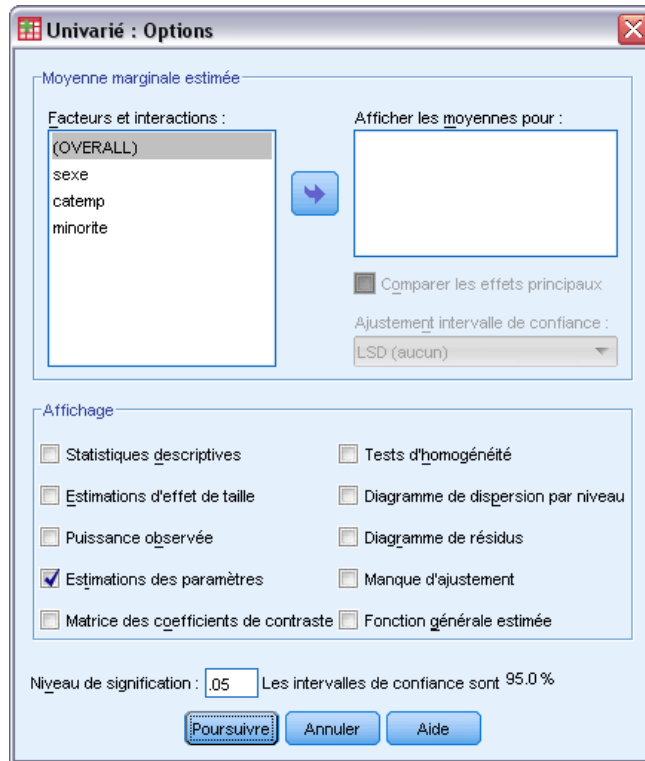 Univarié : Options
Moyenne marginale estimée
Facteurs et interactions :
(OVERALL)
sexe
catemp
minorite
Afficher les moyennes pour :
Comparer les effets principaux
Ajustement intervalle de confiance :
LSD (aucun)
Affichage
Statistiques descriptives
Tests d'homogénéité
Estimations d'effet de taille
Diagramme de dispersion par niveau
Puissance observée
Diagramme de résidus
Estimations des paramètres
Manque d'ajustement
Matrice des coefficients de contraste
Fonction générale estimée
Niveau de signification : .05 Les intervalles de confiance sont 95.0 %
Poursuivre Annuler Aide